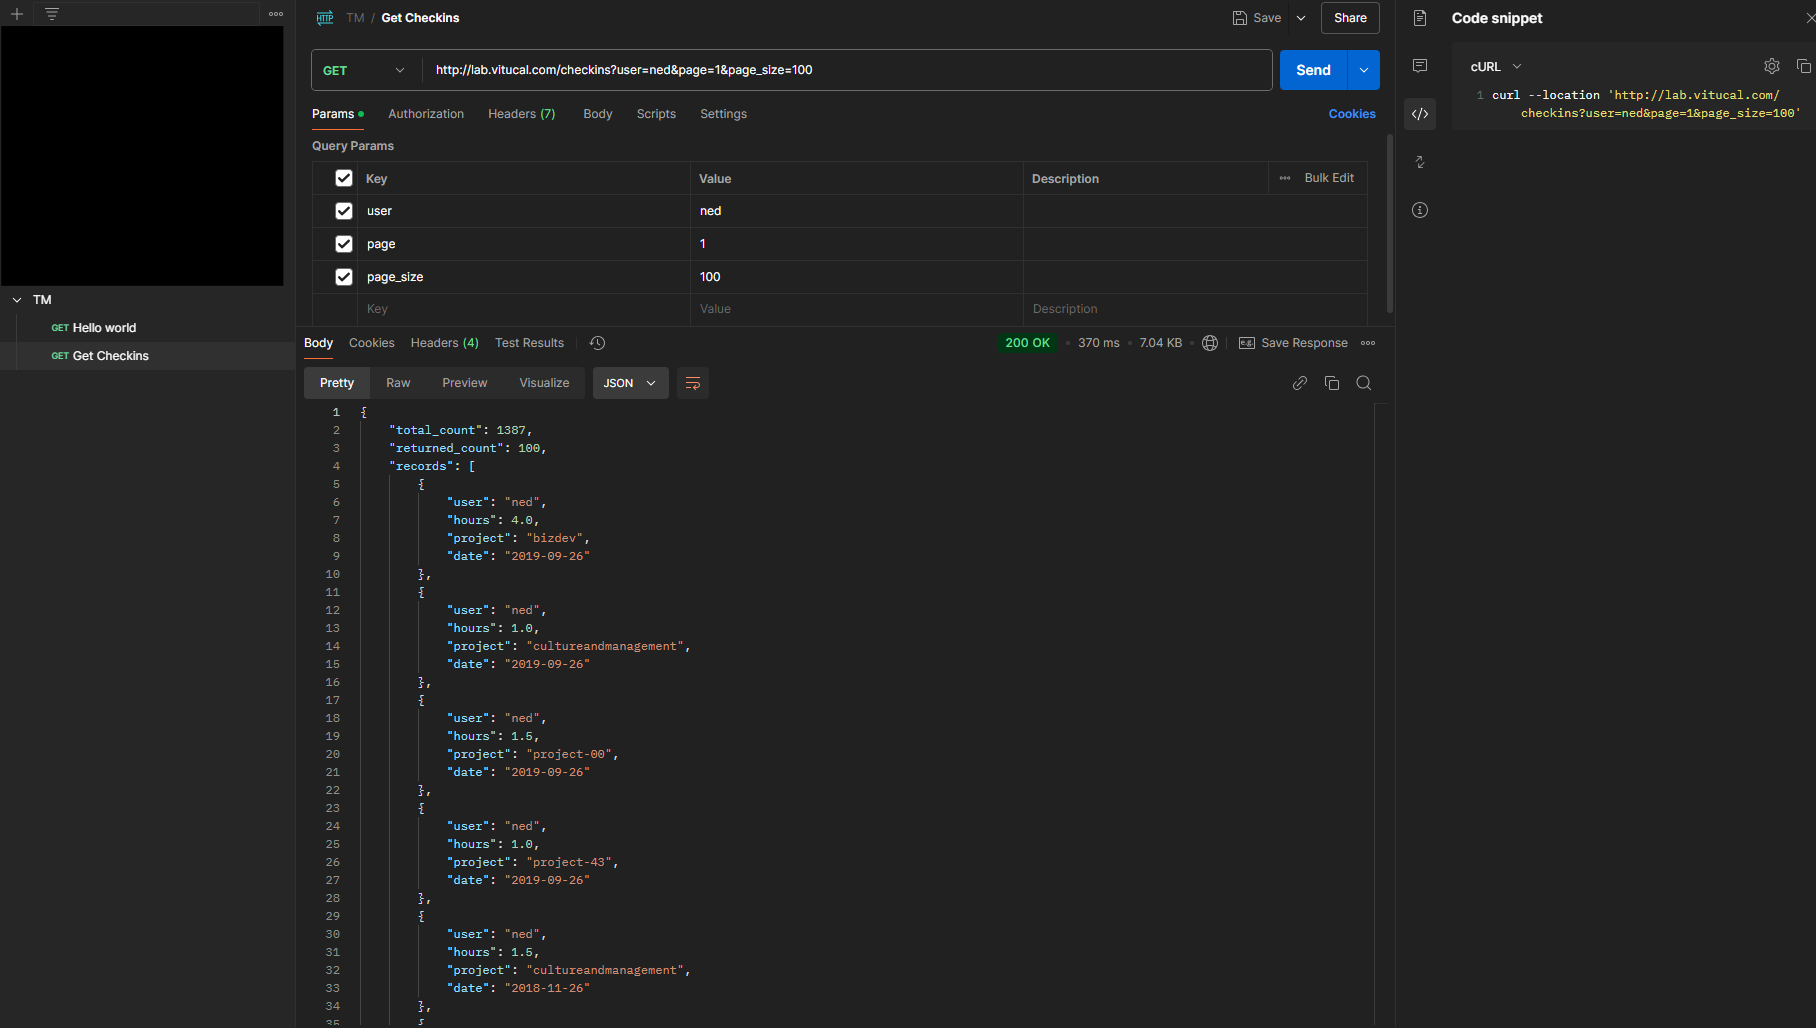 TM
GET Hello world
GET Get Checkins
HTTP TM / Get Checkins
Save
Share
GET
http://lab.vitucal.com/checkins?user=ned&page=1&page_size=100
Send
Params
Authorization
Headers (7)
Body
Scripts
Settings
Cookies
Query Params
Key Value Description Bulk Edit
user ned
page 1
page_size 100
Key Value Description
Body Cookies Headers (4) Test Results
200 OK • 370 ms • 7.04 KB
e.g. Save Response
Pretty Raw Preview Visualize JSON
1 {
2 "total_count": 1387,
3 "returned_count": 100,
4 "records": [
5 {
6 "user": "ned",
7 "hours": 4.0,
8 "project": "bizdev",
9 "date": "2019-09-26"
10 },
11 {
12 "user": "ned",
13 "hours": 1.0,
14 "project": "cultureandmanagement",
15 "date": "2019-09-26"
16 },
17 {
18 "user": "ned",
19 "hours": 1.5,
20 "project": "project-00",
21 "date": "2019-09-26"
22 },
23 {
24 "user": "ned",
25 "hours": 1.0,
26 "project": "project-43",
27 "date": "2019-09-26"
28 },
29 {
30 "user": "ned",
31 "hours": 1.5,
32 "project": "cultureandmanagement",
33 "date": "2018-11-26"
34 },
35 {
Code snippet
cURL
1 curl --location 'http://lab.vitucal.com/
checkins?user=ned&page=1&page_size=100'